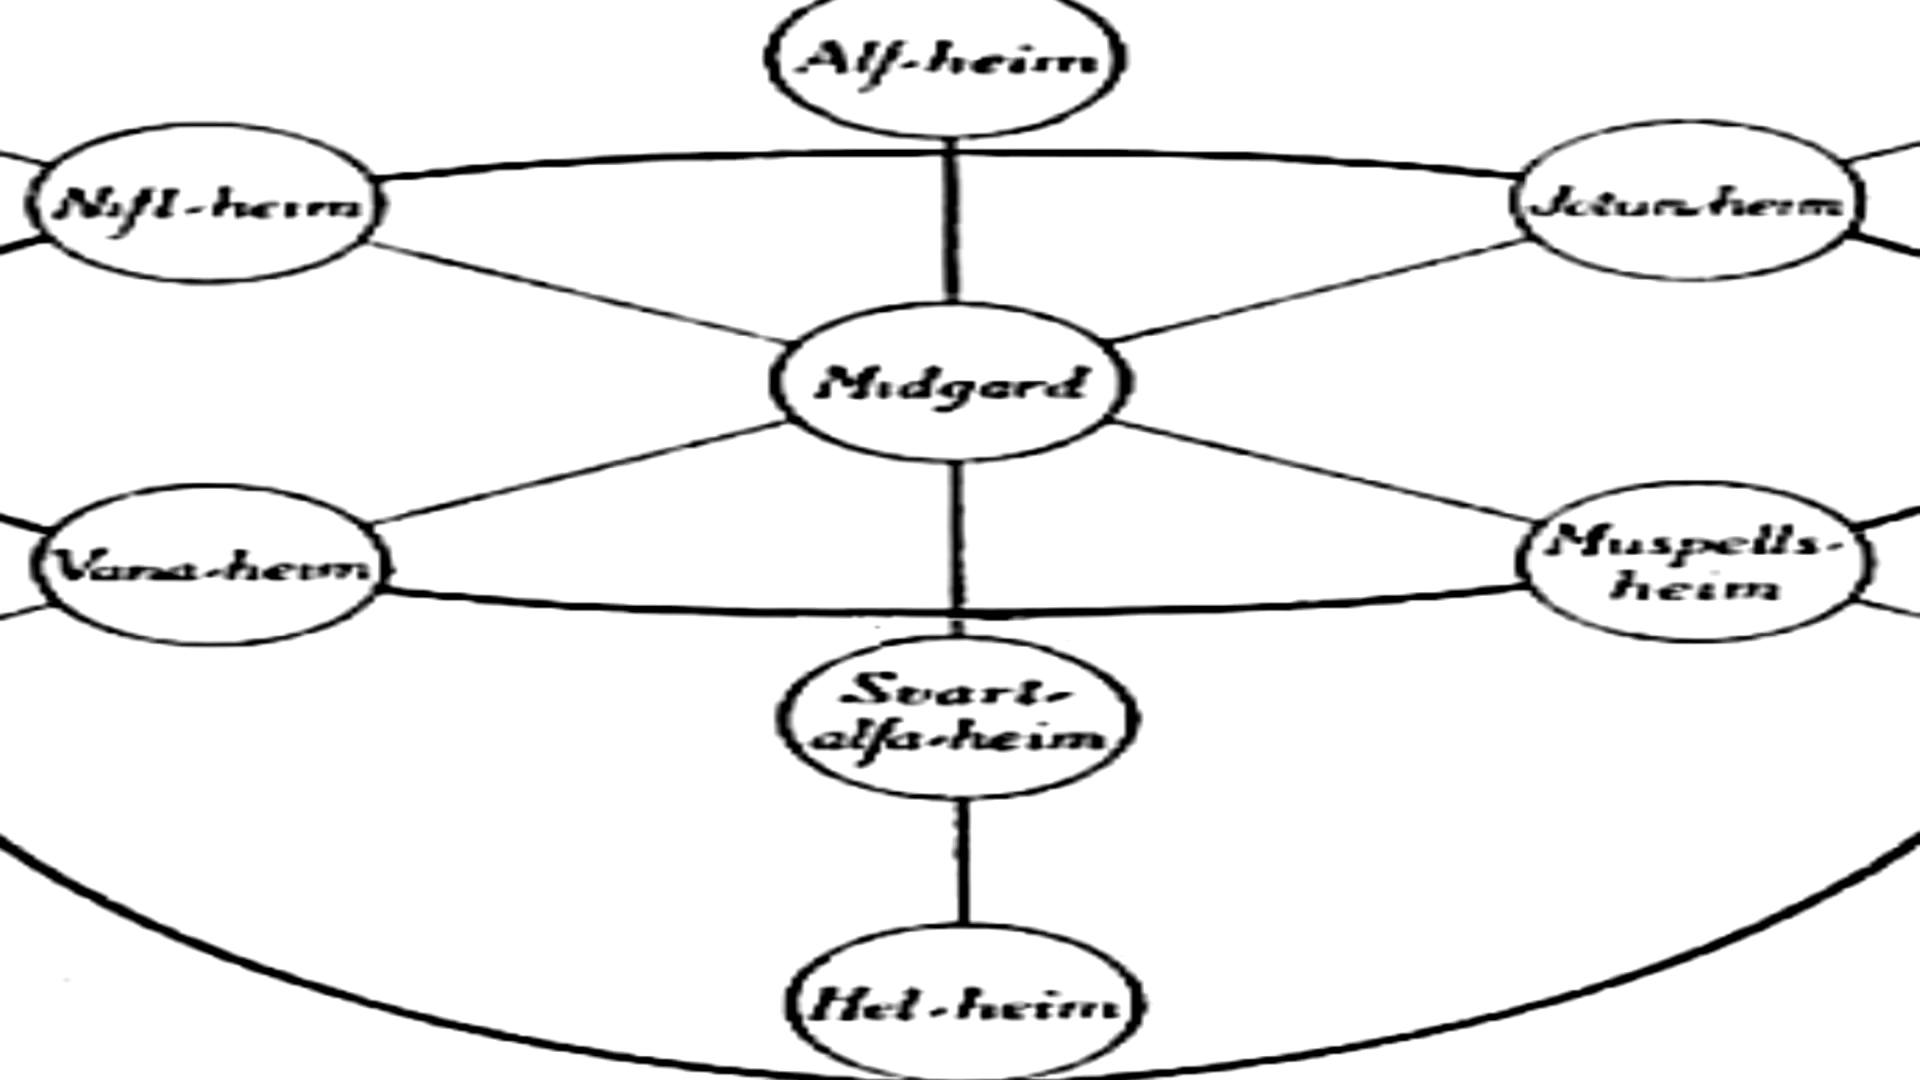 Alf-heim
Nifl-heim
Jotun-heim
Midgard
Vana-heim
Muspells-
heim
Svart-
alfa-heim
Hel-heim